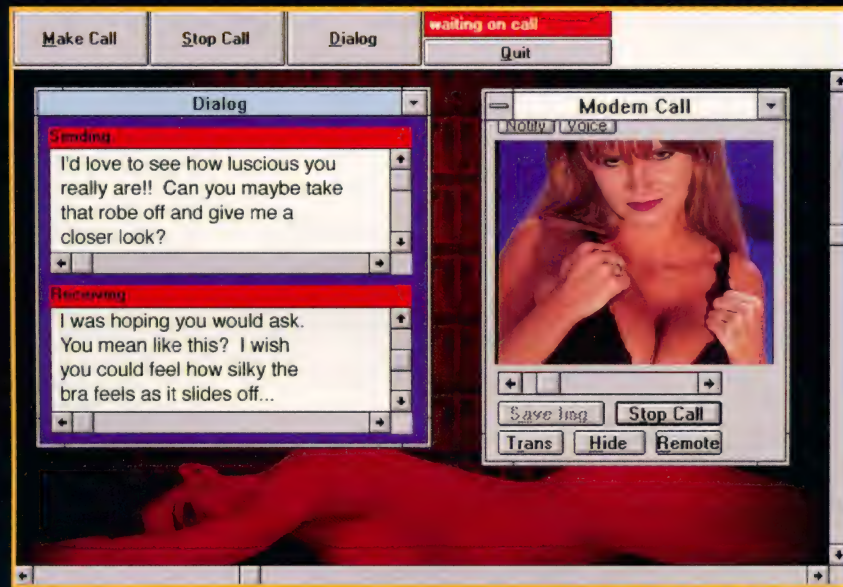 Make Call
Stop Call
Dialog
waiting on call
Quit
Dialog
Sending
I'd love to see how luscious you
really are!! Can you maybe take
that robe off and give me a
closer look?
Recieving
I was hoping you would ask.
You mean like this? I wish
you could feel how silky the
bra feels as it slides off...
Modem Call
Notify
Voice
Save Img
Stop Call
Trans
Hide
Remote